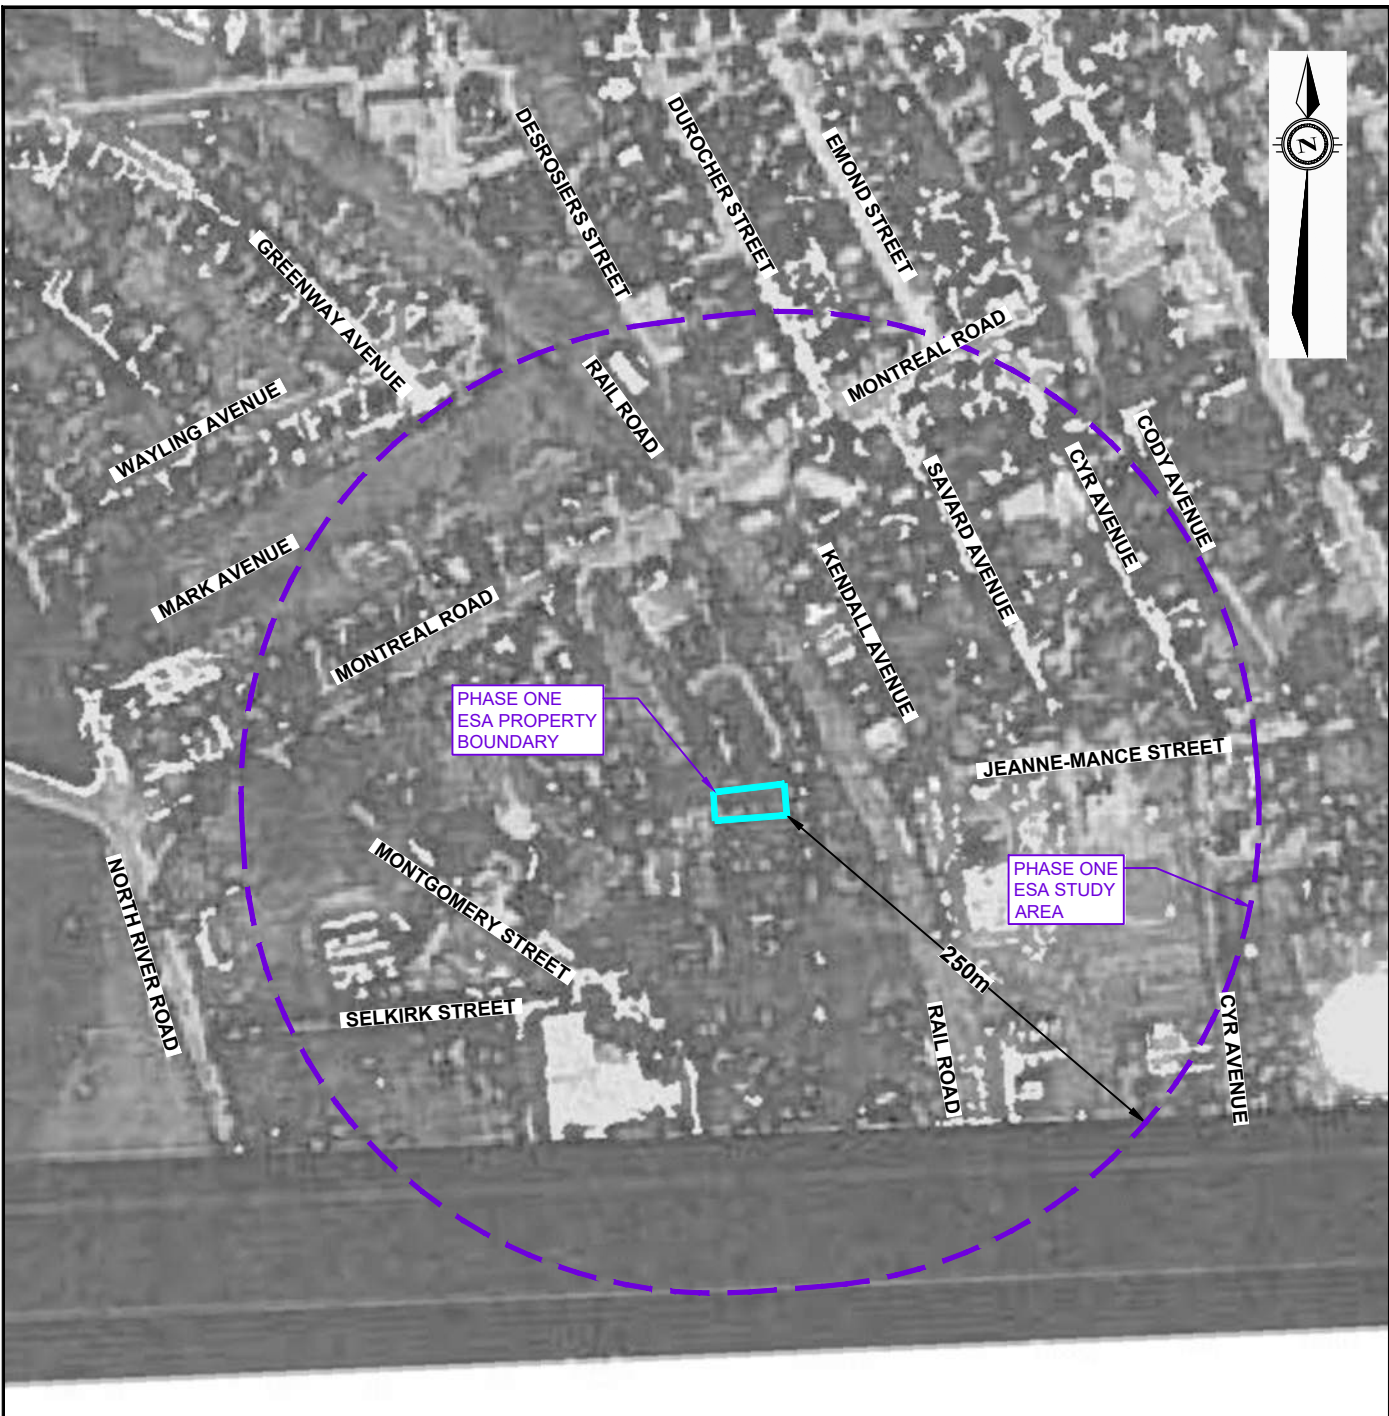 N
DESROSIERS STREET
DUROCHER STREET
EMOND STREET
GREENWAY AVENUE
MONTREAL ROAD
RAIL ROAD
WAYLING AVENUE
CODY AVENUE
CYR AVENUE
SAVARD AVENUE
MARK AVENUE
KENDALL AVENUE
MONTREAL ROAD
PHASE ONE
ESA PROPERTY
BOUNDARY
JEANNE-MANCE STREET
MONTGOMERY STREET
PHASE ONE
ESA STUDY
AREA
NORTH RIVER ROAD
250m
SELKIRK STREET
RAIL ROAD
CYR AVENUE